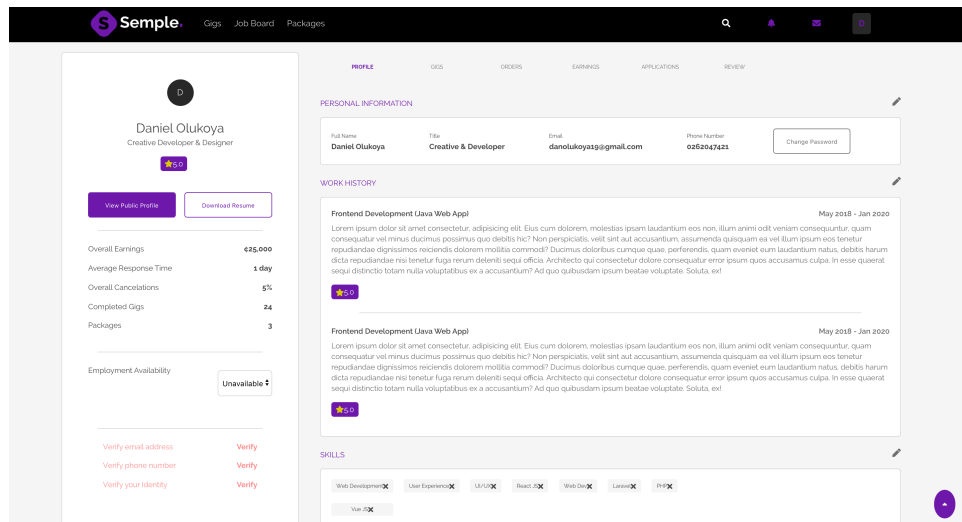 S Semple.
Gigs Job Board Packages
D
D
Daniel Olukoya
Creative Developer & Designer
5.0
View Public Profile Download Resume
Overall Earnings ¢25,000
Average Response Time 1 day
Overall Cancelations 5%
Completed Gigs 24
Packages 3
Employment Availability
Unavailable
Verify email address Verify
Verify phone number Verify
Verify your Identity Verify
PROFILE GIGS ORDERS EARNINGS APPLICATIONS REVIEW
PERSONAL INFORMATION
Full Name Title Email Phone Number
Daniel Olukoya Creative & Developer danolukoya19@gmail.com 0262047421
Change Password
WORK HISTORY
Frontend Development (Java Web App) May 2018 - Jan 2020
Lorem ipsum dolor sit amet consectetur, adipisicing elit. Eius cum dolorem, molestias ipsam laudantium eos non, illum animi odit veniam consequuntur, quam
consequatur vel minus ducimus possimus quo debitis hic? Non perspiciatis, velit sint aut accusantium, assumenda quisquam ea vel illum ipsum eos tenetur
repudiandae dignissimos reiciendis dolorem mollitia commodi? Ducimus doloribus cumque quae, perferendis, quam eveniet eum laudantium natus, debitis harum
dicta repudiandae nisi tenetur fuga rerum deleniti sequi officia. Architecto qui consectetur dolore consequatur error ipsum quos accusamus culpa. In esse quaerat
sequi distinctio totam nulla voluptatibus ex a accusantium? Ad quo quibusdam ipsum beatae voluptate. Soluta, ex!
5.0
Frontend Development (Java Web App) May 2018 - Jan 2020
Lorem ipsum dolor sit amet consectetur, adipisicing elit. Eius cum dolorem, molestias ipsam laudantium eos non, illum animi odit veniam consequuntur, quam
consequatur vel minus ducimus possimus quo debitis hic? Non perspiciatis, velit sint aut accusantium, assumenda quisquam ea vel illum ipsum eos tenetur
repudiandae dignissimos reiciendis dolorem mollitia commodi? Ducimus doloribus cumque quae, perferendis, quam eveniet eum laudantium natus, debitis harum
dicta repudiandae nisi tenetur fuga rerum deleniti sequi officia. Architecto qui consectetur dolore consequatur error ipsum quos accusamus culpa. In esse quaerat
sequi distinctio totam nulla voluptatibus ex a accusantium? Ad quo quibusdam ipsum beatae voluptate. Soluta, ex!
5.0
SKILLS
Web Development User Experience UI/UX React JS Web Dev Laravel PHP
Vue JS